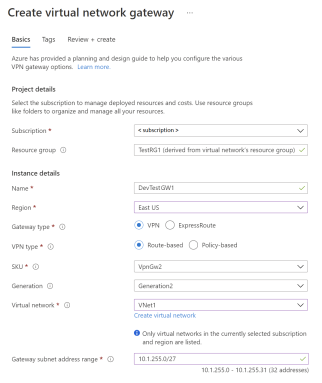 Create virtual network gateway ...
Basics Tags Review + create
Azure has provided a planning and design guide to help you configure the various
VPN gateway options. Learn more.
Project details
Select the subscription to manage deployed resources and costs. Use resource groups
like folders to organize and manage all your resources.
Subscription * < subscription >
Resource group TestRG1 (derived from virtual network's resource group)
Instance details
Name * DevTestGW1
Region * East US
Gateway type * VPN ExpressRoute
VPN type * Route-based Policy-based
SKU * VpnGw2
Generation Generation2
Virtual network * VNet1
Create virtual network
Only virtual networks in the currently selected subscription
and region are listed.
Gateway subnet address range * 10.1.255.0/27
10.1.255.0 - 10.1.255.31 (32 addresses)